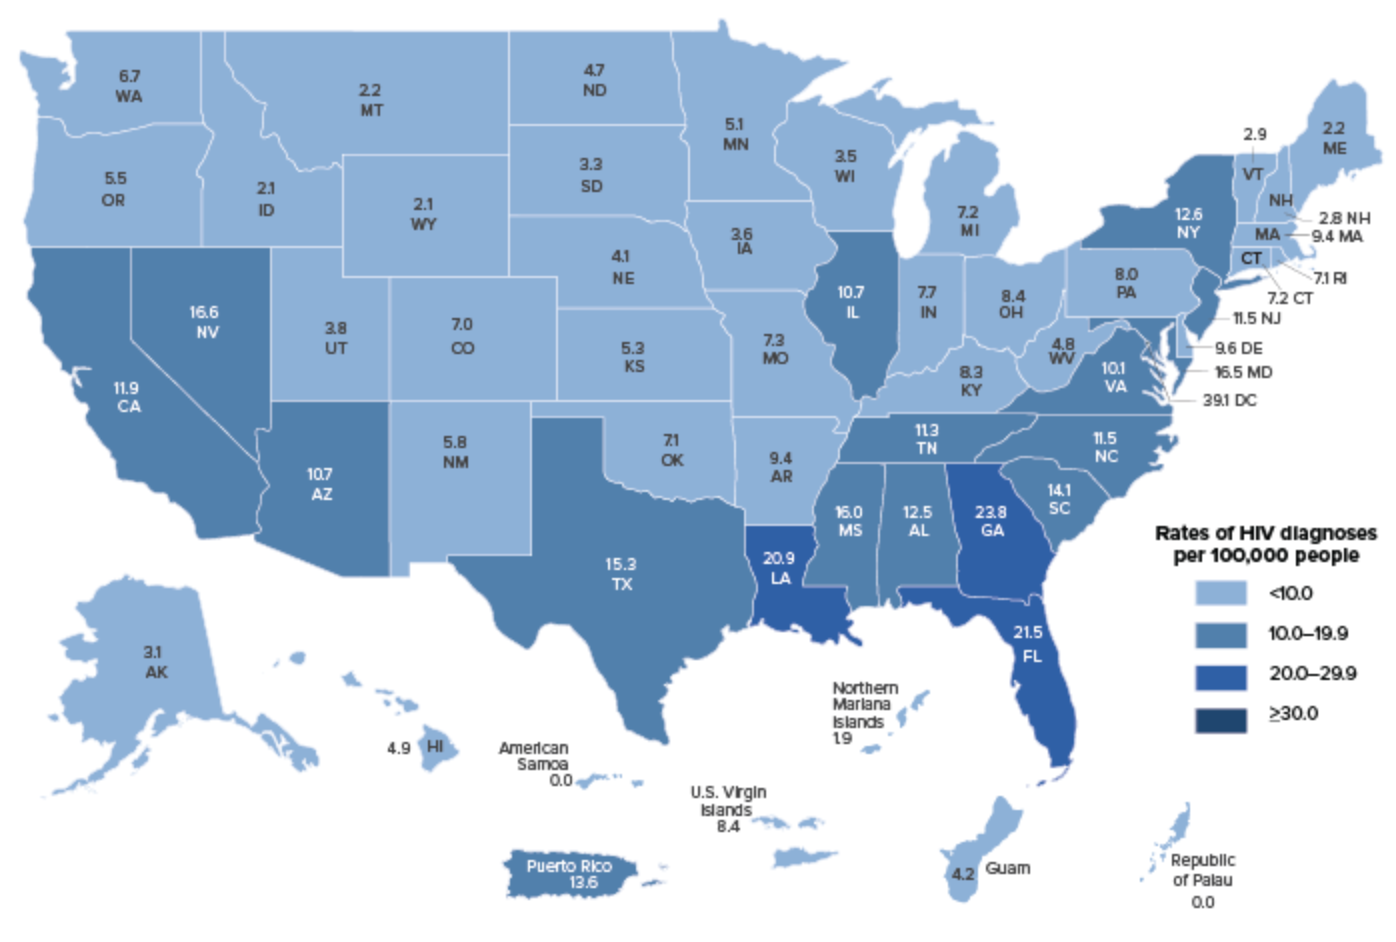 6.7
WA
2.2
MT
4.7
ND
5.1
MN
3.5
WI
7.2
MI
2.9
VT
2.2
ME
NH
2.8 NH
MA
9.4 MA
CT
7.1 RI
7.2 CT
12.6
NY
5.5
OR
2.1
ID
2.1
WY
3.3
SD
3.6
IA
4.1
NE
8.0
PA
11.5 NJ
9.6 DE
16.5 MD
39.1 DC
16.6
NV
3.8
UT
7.0
CO
5.3
KS
7.3
MO
10.7
IL
7.7
IN
8.4
OH
4.8
WV
10.1
VA
8.3
KY
11.9
CA
10.7
AZ
5.8
NM
7.1
OK
9.4
AR
11.3
TN
11.5
NC
14.1
SC
15.3
TX
20.9
LA
16.0
MS
12.5
AL
23.8
GA
21.5
FL
Rates of HIV diagnoses
per 100,000 people
<10.0
10.0–19.9
20.0–29.9
≥30.0
3.1
AK
4.9 HI
American
Samoa
0.0
Northern
Mariana
Islands
1.9
U.S. Virgin
Islands
8.4
Puerto Rico
13.6
4.2 Guam
Republic
of Palau
0.0